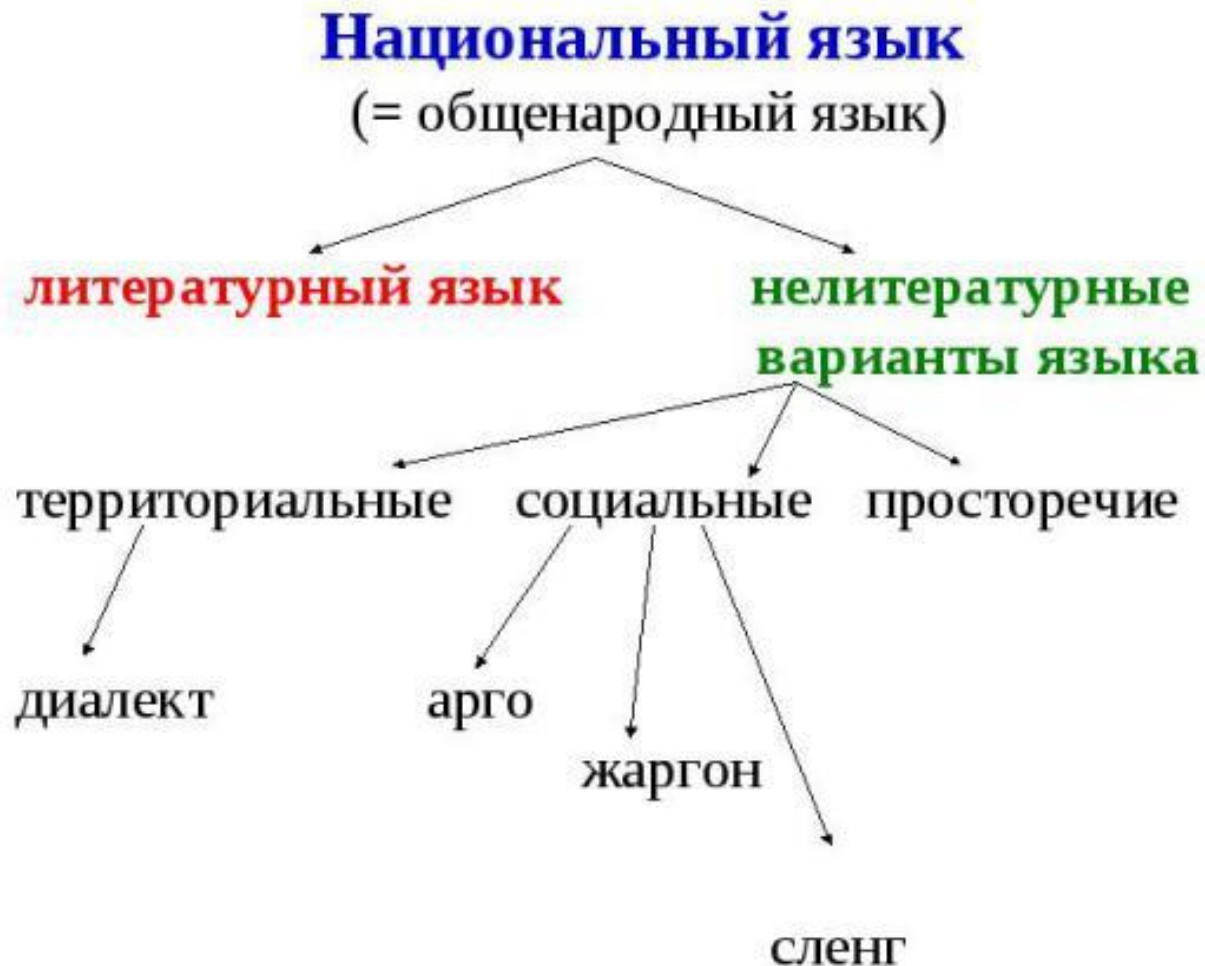 Национальный язык
(= общенародный язык)
литературный язык
нелитературные
варианты языка
территориальные социальные просторечие
диалект арго
жаргон
сленг